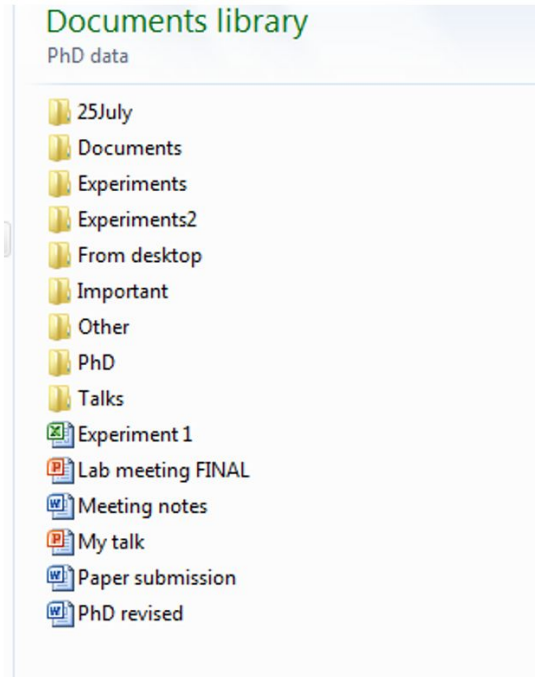 Documents library
PhD data
25July
Documents
Experiments
Experiments2
From desktop
Important
Other
PhD
Talks
Experiment 1
Lab meeting FINAL
Meeting notes
My talk
Paper submission
PhD revised